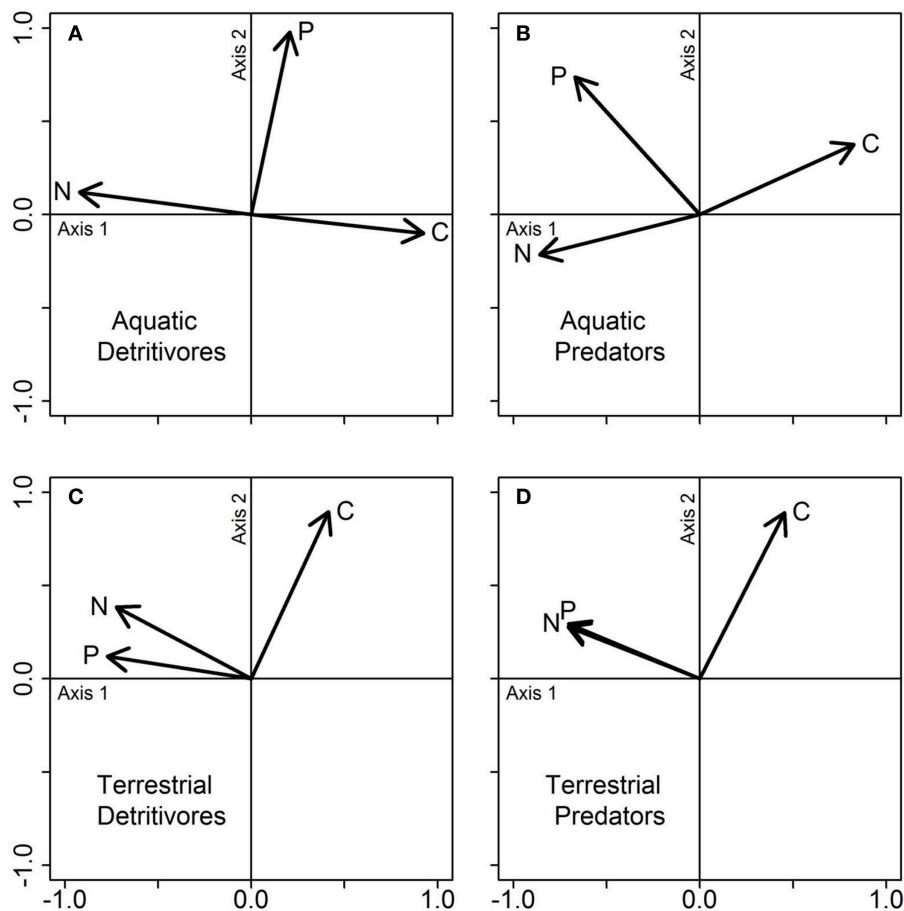 1.0
A
Axis 2
P
N
0.0
Axis 1
C
Aquatic
Detritivores
-1.0
B
Axis 2
P
C
Axis 1
N
Aquatic
Predators
1.0
C
Axis 2
C
N
P
0.0
Axis 1
Terrestrial
Detritivores
-1.0
-1.0 0.0 1.0
D
Axis 2
C
P
N
Axis 1
Terrestrial
Predators
-1.0 0.0 1.0